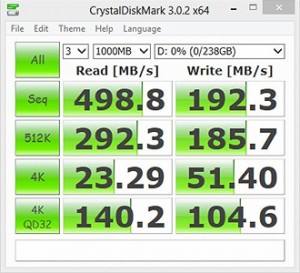 CrystalDiskMark 3.0.2 x64
File Edit Theme Help Language
All 3 1000MB D: 0% (0/238GB)
Read [MB/s] Write [MB/s]
Seq 498.8 192.3
512K 292.3 185.7
4K 23.29 51.40
4K QD32 140.2 104.6